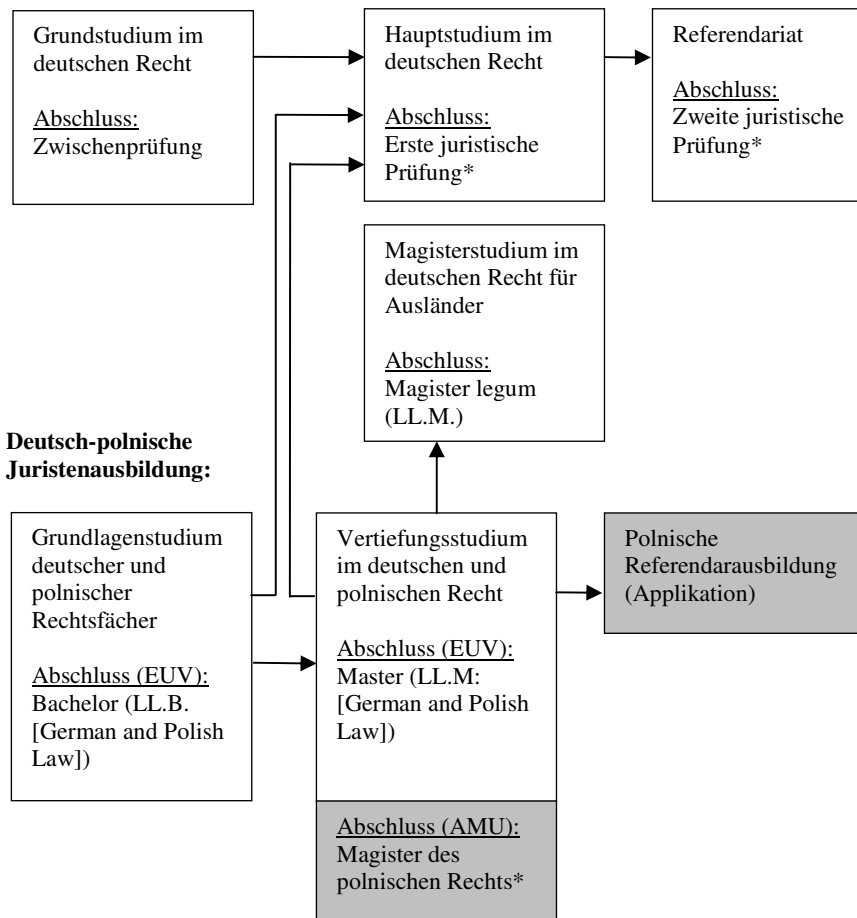 Grundstudium im
deutschen Recht
Abschluss:
Zwischenprüfung
Hauptstudium im
deutschen Recht
Abschluss:
Erste juristische
Prüfung*
Referendariat
Abschluss:
Zweite juristische
Prüfung*
Magisterstudium im
deutschen Recht für
Ausländer
Abschluss:
Magister legum
(LL.M.)
Deutsch-polnische
Juristenausbildung:
Grundlagenstudium
deutscher und
polnischer
Rechtsfächer
Abschluss (EUV):
Bachelor (LL.B.
[German and Polish
Law])
Vertiefungsstudium
im deutschen und
polnischen Recht
Abschluss (EUV):
Master (LL.M:
[German and Polish
Law])
Abschluss (AMU):
Magister des
polnischen Rechts*
Polnische
Referendarausbildung
(Applikation)